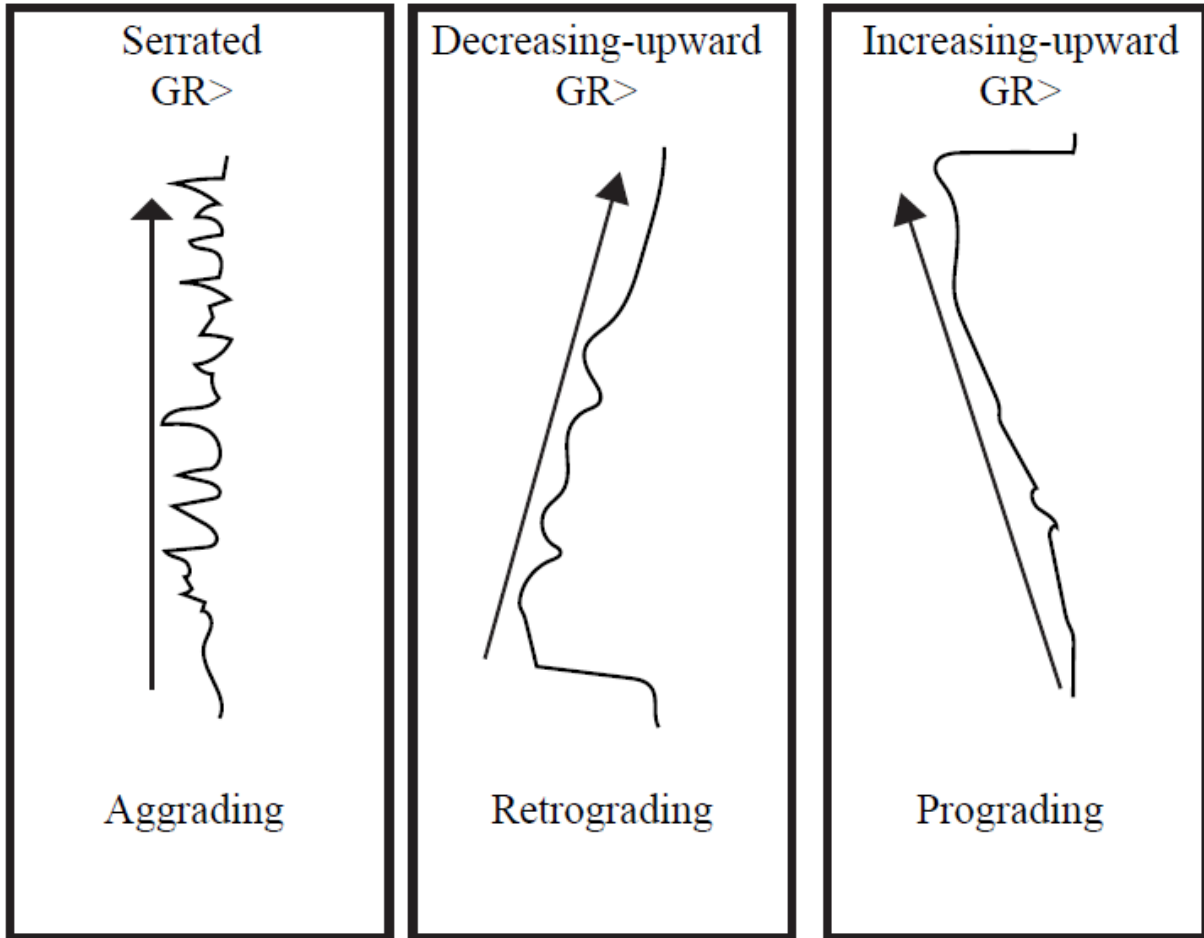 Serrated
GR>
Aggrading
Decreasing-upward
GR>
Retrograding
Increasing-upward
GR>
Prograding